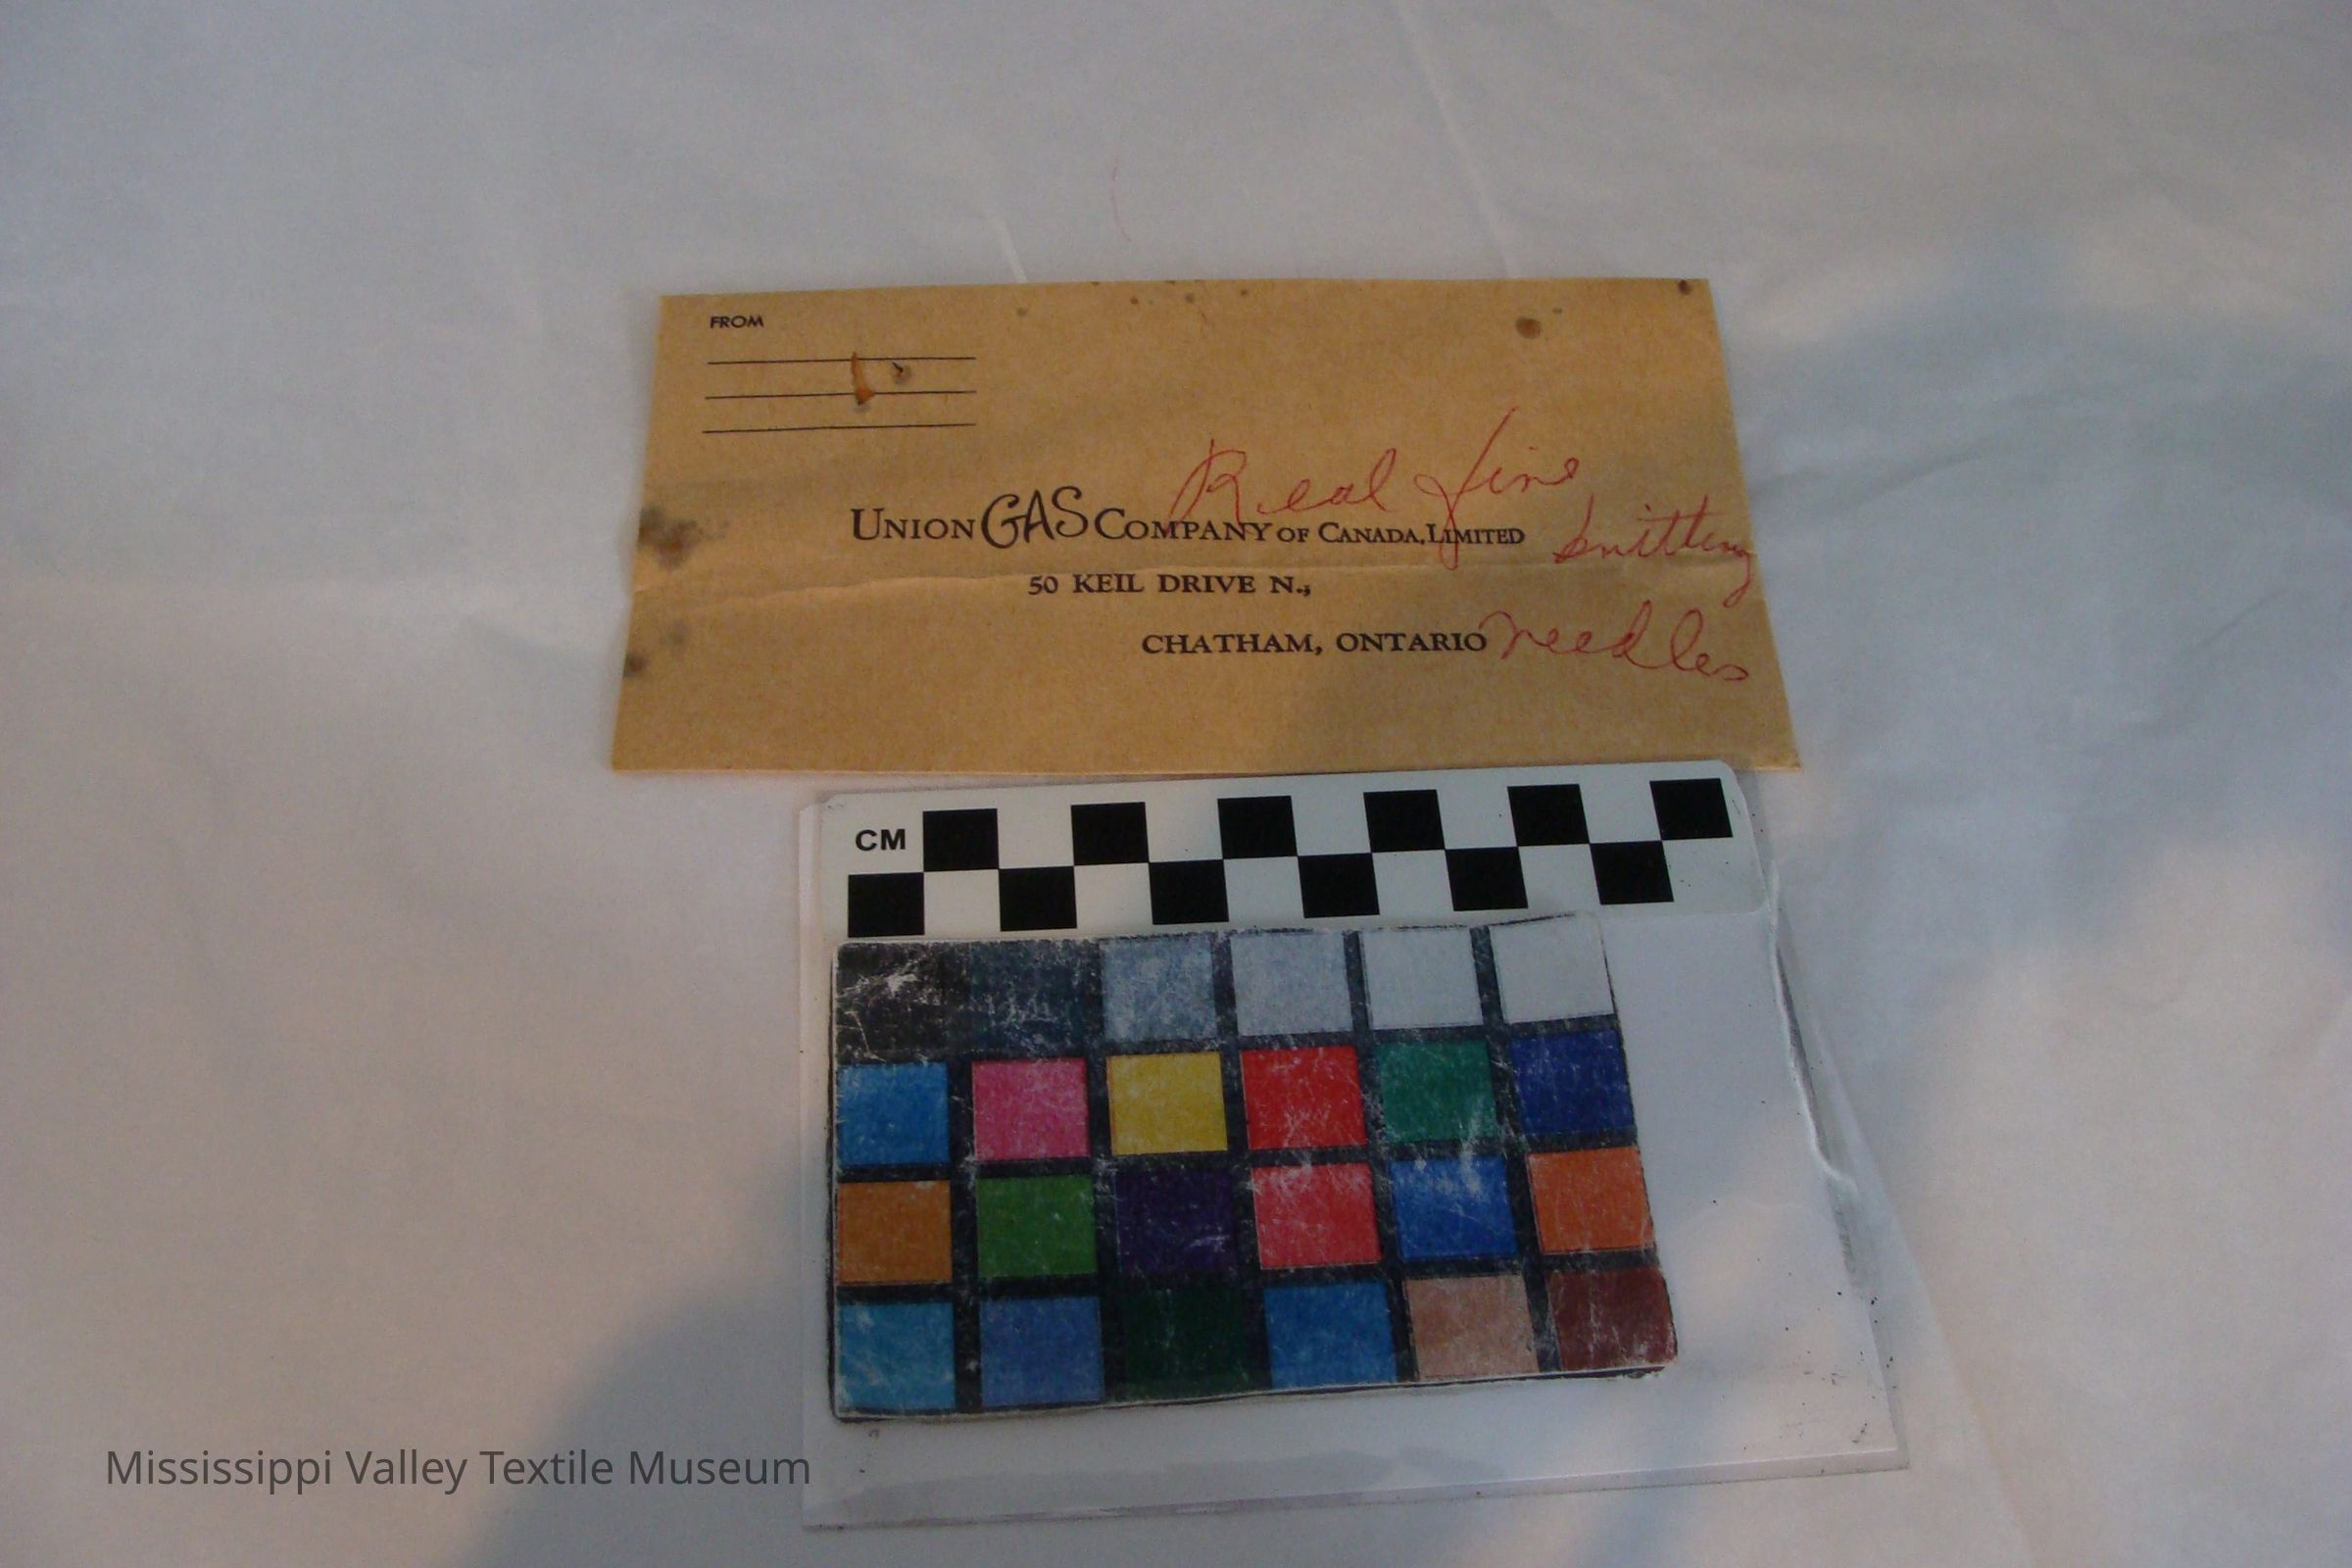 FROM
Real fine
UNION GAS COMPANY OF CANADA, LIMITED
knitting
50 KEIL DRIVE N.,
CHATHAM, ONTARIO
needles
CM
Mississippi Valley Textile Museum